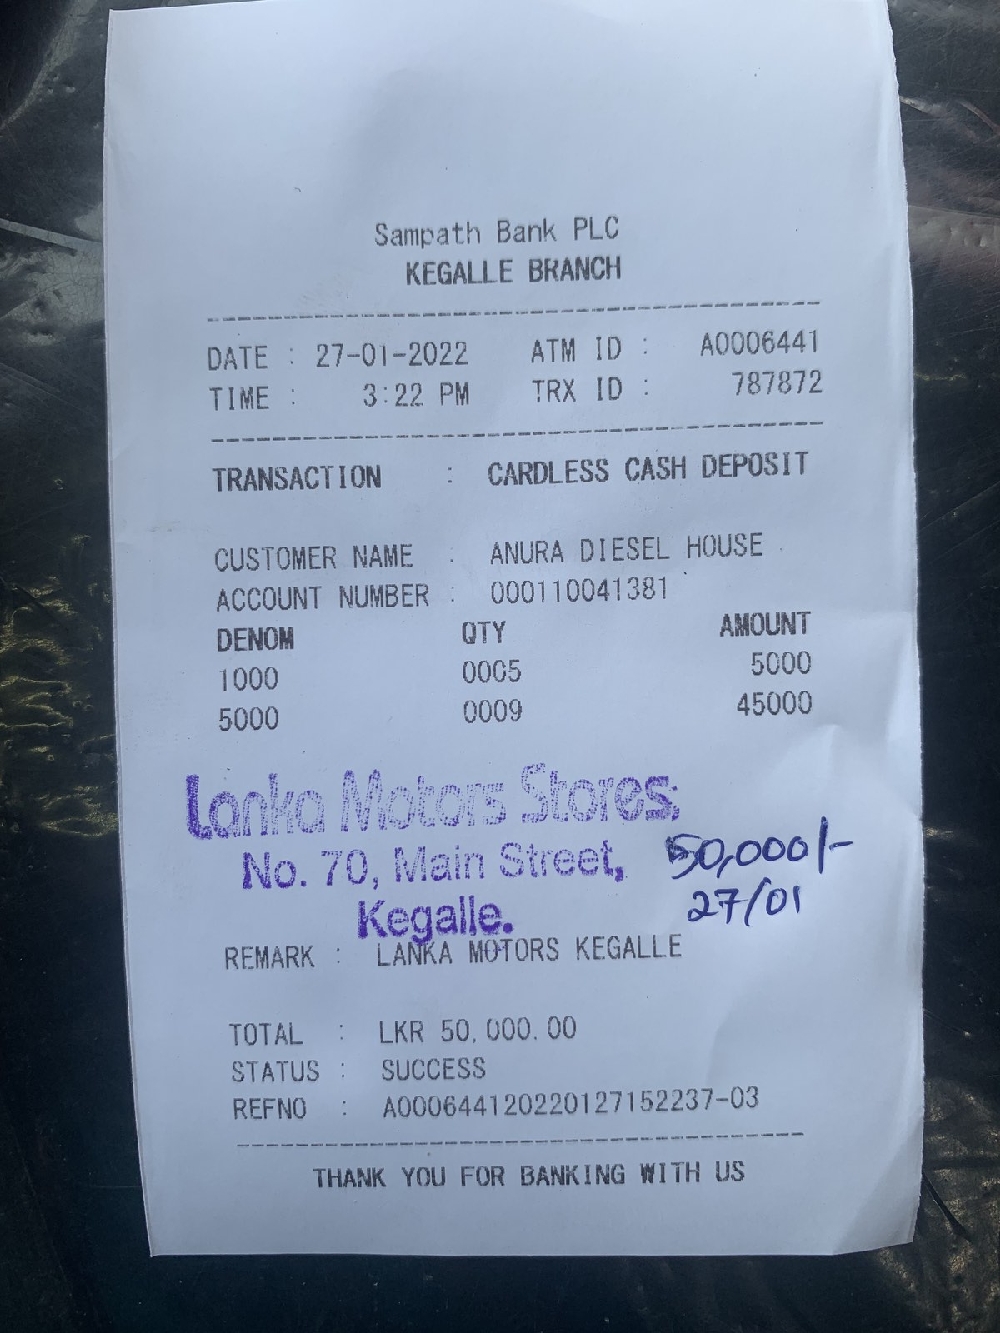 Sampath Bank PLC
KEGALLE BRANCH
DATE : 27-01-2022 ATM ID : A0006441
TIME : 3:22 PM TRX ID : 787872
TRANSACTION : CARDLESS CASH DEPOSIT
CUSTOMER NAME : ANURA DIESEL HOUSE
ACCOUNT NUMBER : 000110041381
DENOM QTY AMOUNT
1000 0005 5000
5000 0009 45000
Lanka Motors Stores,
No. 70, Main Street, 50,000/-
Kegalle. 27/01
REMARK : LANKA MOTORS KEGALLE
TOTAL : LKR 50,000.00
STATUS : SUCCESS
REFNO : A000644120220127152237-03
THANK YOU FOR BANKING WITH US